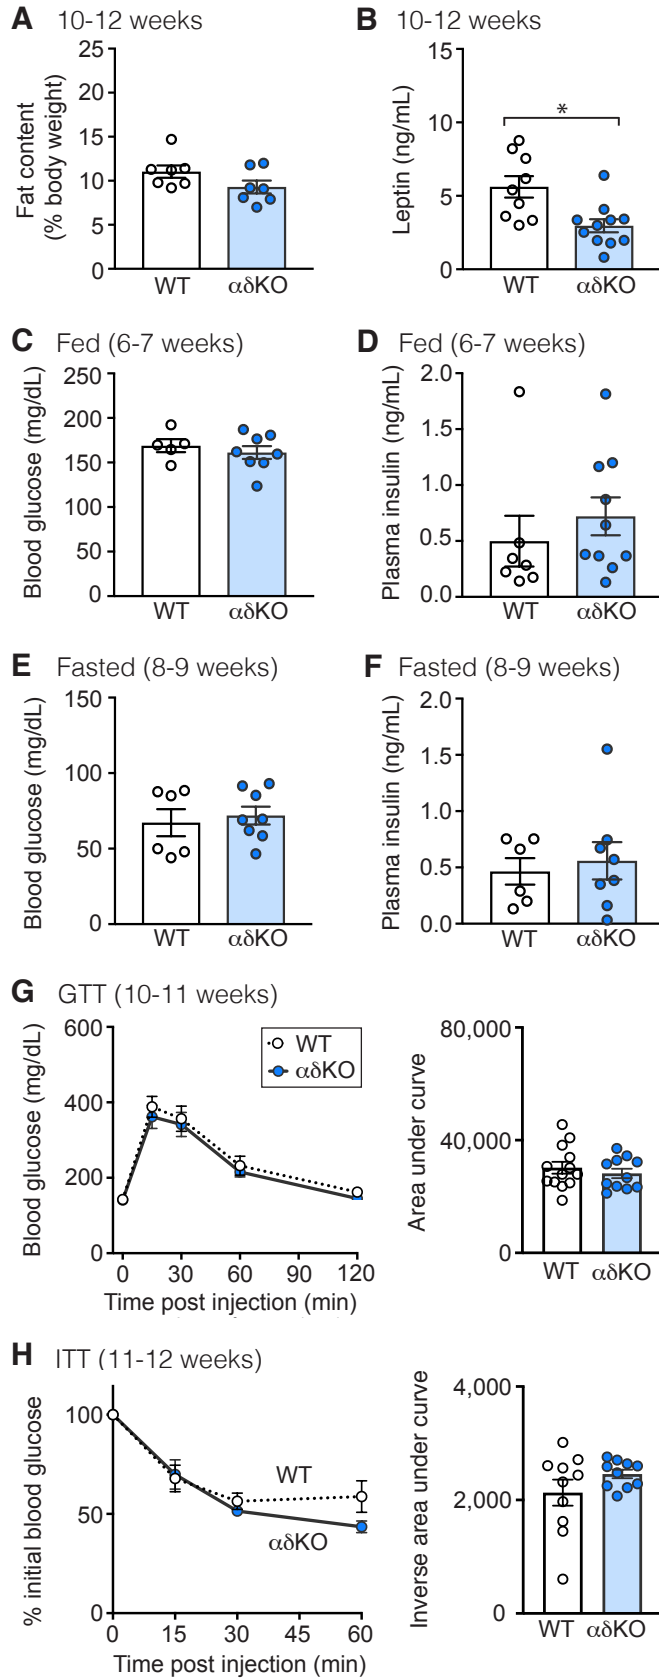 A 10-12 weeks
Fat content
(% body weight)
25
20
15
10
5
0
WT
αδKO
B 10-12 weeks
Leptin (ng/mL)
15
10
5
0
*
WT
αδKO
C Fed (6-7 weeks)
Blood glucose (mg/dL)
250
200
150
100
50
0
WT
αδKO
D Fed (6-7 weeks)
Plasma insulin (ng/mL)
2.0
1.5
1.0
0.5
0.0
WT
αδKO
E Fasted (8-9 weeks)
Blood glucose (mg/dL)
150
100
50
0
WT
αδKO
F Fasted (8-9 weeks)
Plasma insulin (ng/mL)
2.0
1.5
1.0
0.5
0.0
WT
αδKO
G GTT (10-11 weeks)
Blood glucose (mg/dL)
600
400
200
0
WT
αδKO
0 30 60 90 120
Time post injection (min)
Area under curve
80,000
40,000
0
WT
αδKO
H ITT (11-12 weeks)
% initial blood glucose
100
50
0
WT
αδKO
0 15 30 45 60
Time post injection (min)
Inverse area under curve
4,000
2,000
0
WT
αδKO